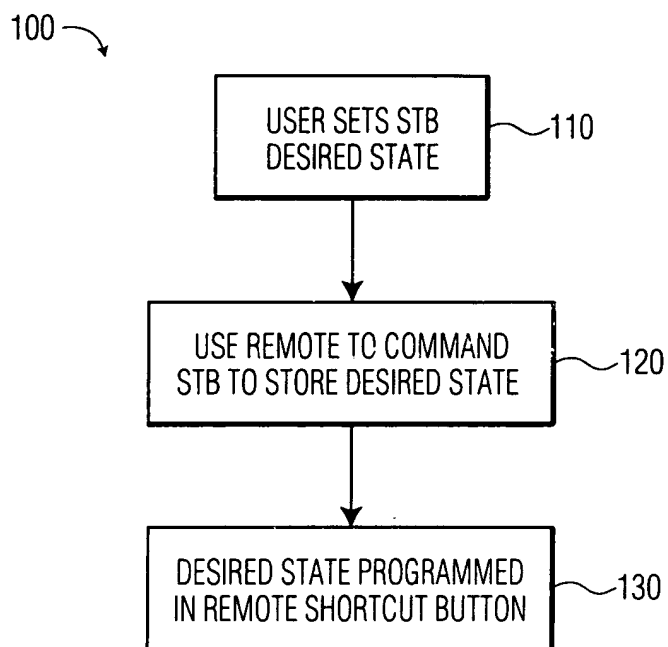 100
USER SETS STB
DESIRED STATE
110
USE REMOTE TO COMMAND
STB TO STORE DESIRED STATE
120
DESIRED STATE PROGRAMMED
IN REMOTE SHORTCUT BUTTON
130